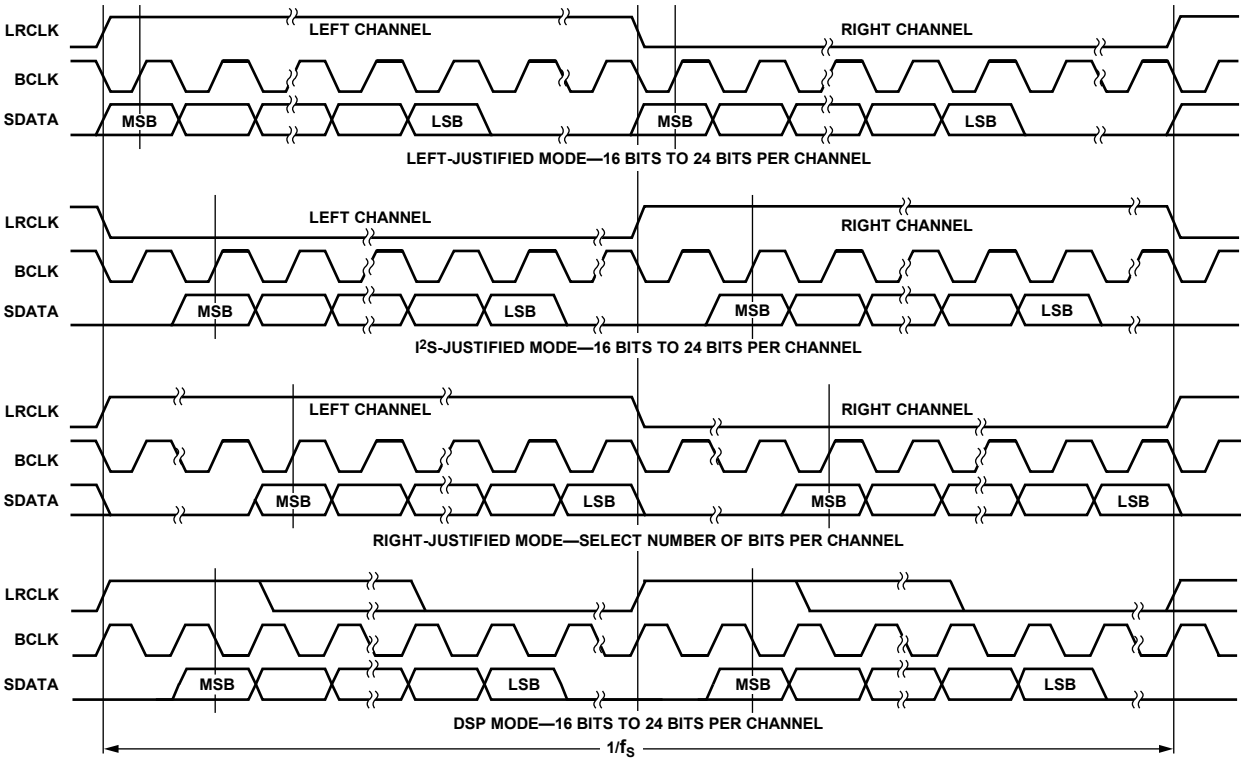 LRCLK LEFT CHANNEL RIGHT CHANNEL
BCLK
SDATA MSB LSB MSB LSB
LEFT-JUSTIFIED MODE—16 BITS TO 24 BITS PER CHANNEL
LRCLK LEFT CHANNEL RIGHT CHANNEL
BCLK
SDATA MSB LSB MSB LSB
I²S-JUSTIFIED MODE—16 BITS TO 24 BITS PER CHANNEL
LRCLK LEFT CHANNEL RIGHT CHANNEL
BCLK
SDATA MSB LSB MSB LSB
RIGHT-JUSTIFIED MODE—SELECT NUMBER OF BITS PER CHANNEL
LRCLK
BCLK
SDATA MSB LSB MSB LSB
DSP MODE—16 BITS TO 24 BITS PER CHANNEL
1/fS